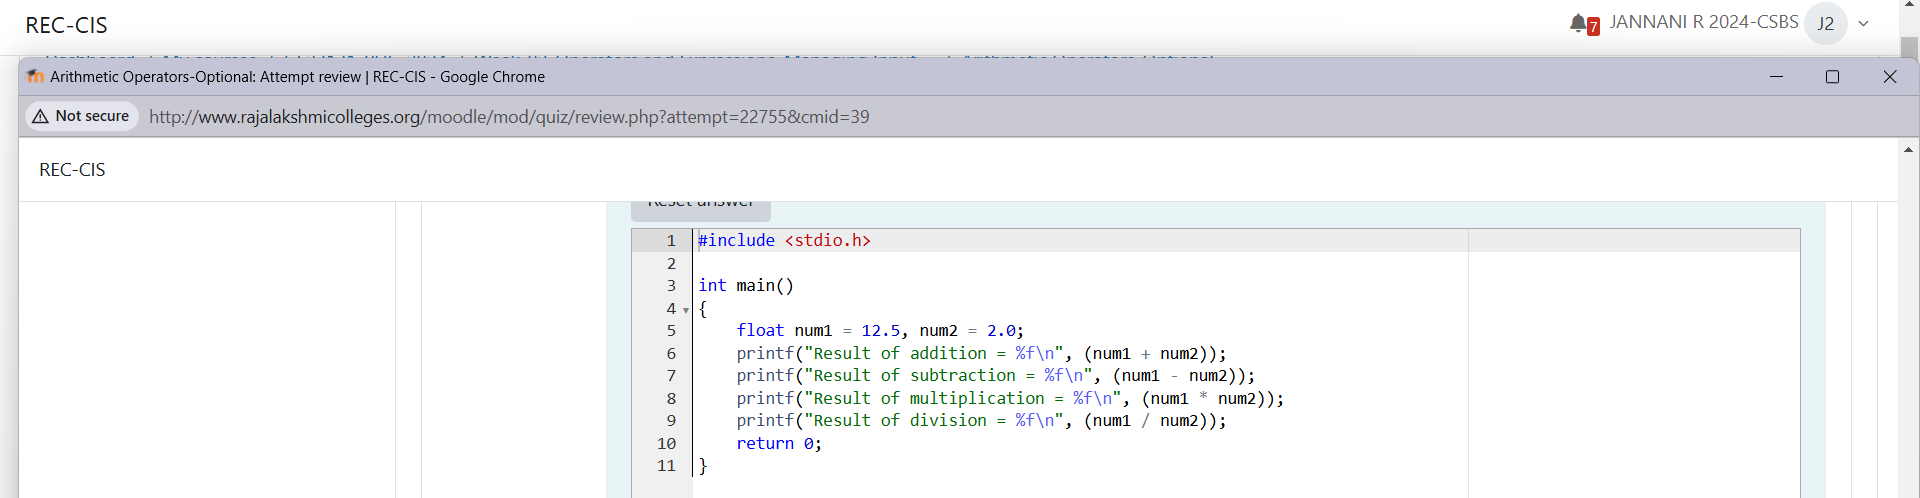 REC-CIS
7 JANNANI R 2024-CSBS J2
Arithmetic Operators-Optional: Attempt review | REC-CIS - Google Chrome
Not secure http://www.rajalakshmicolleges.org/moodle/mod/quiz/review.php?attempt=22755&cmid=39
REC-CIS
Reset answer
1 #include <stdio.h>
2
3 int main()
4 {
5 float num1 = 12.5, num2 = 2.0;
6 printf("Result of addition = %f\n", (num1 + num2));
7 printf("Result of subtraction = %f\n", (num1 - num2));
8 printf("Result of multiplication = %f\n", (num1 * num2));
9 printf("Result of division = %f\n", (num1 / num2));
10 return 0;
11 }